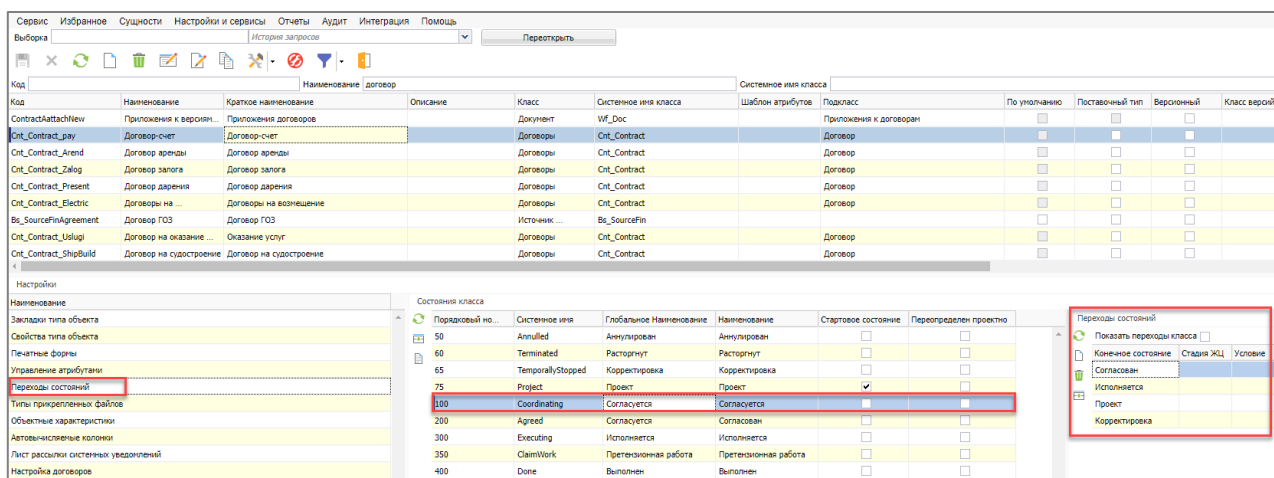 Сервис Избранное Сущности Настройки и сервисы Отчеты Аудит Интеграция Помощь
Выборка История запросов Переоткрыть
Код Наименование договор Системное имя класса
Код Наименование Краткое наименование Описание Класс Системное имя класса Шаблон атрибутов Подкласс По умолчанию Поставочный тип Версионный Класс версий
ContractAattachNew Приложения к версиям... Приложения договоров Документ Wf_Doc Приложения к договорам
Cnt_Contract_pay Договор-счет Договор-счет Договоры Cnt_Contract Договор
Cnt_Contract_Arend Договор аренды Договор аренды Договоры Cnt_Contract Договор
Cnt_Contract_Zalog Договор залога Договор залога Договоры Cnt_Contract Договор
Cnt_Contract_Present Договор дарения Договор дарения Договоры Cnt_Contract Договор
Cnt_Contract_Electric Договоры на ... Договоры на возмещение Договоры Cnt_Contract Договор
Bs_SourceFinAgreement Договор ГОЗ Договор ГОЗ Источник ... Bs_SourceFin
Cnt_Contract_Uslugi Договор на оказание ... Оказание услуг Договоры Cnt_Contract Договор
Cnt_Contract_ShipBuild Договор на судостроение Договор на судостроение Договоры Cnt_Contract Договор
Настройки
Наименование
Закладки типа объекта
Свойства типа объекта
Печатные формы
Управление атрибутами
Переходы состояний
Типы прикрепленных файлов
Объектные характеристики
Автовычисляемые колонки
Лист рассылки системных уведомлений
Настройка договоров
Состояния класса
Порядковый но... Системное имя Глобальное Наименование Наименование Стартовое состояние Переопределен проектно
50 Annulled Аннулирован Аннулирован
60 Terminated Расторгнут Расторгнут
65 TemporallyStopped Корректировка Корректировка
75 Project Проект Проект
100 Coordinating Согласуется Согласуется
200 Agreed Согласуется Согласован
300 Executing Исполняется Исполняется
350 ClaimWork Претензионная работа Претензионная работа
400 Done Выполнен Выполнен
Переходы состояний
Показать переходы класса
Конечное состояние Стадия ЖЦ Условие
Согласован
Исполняется
Проект
Корректировка